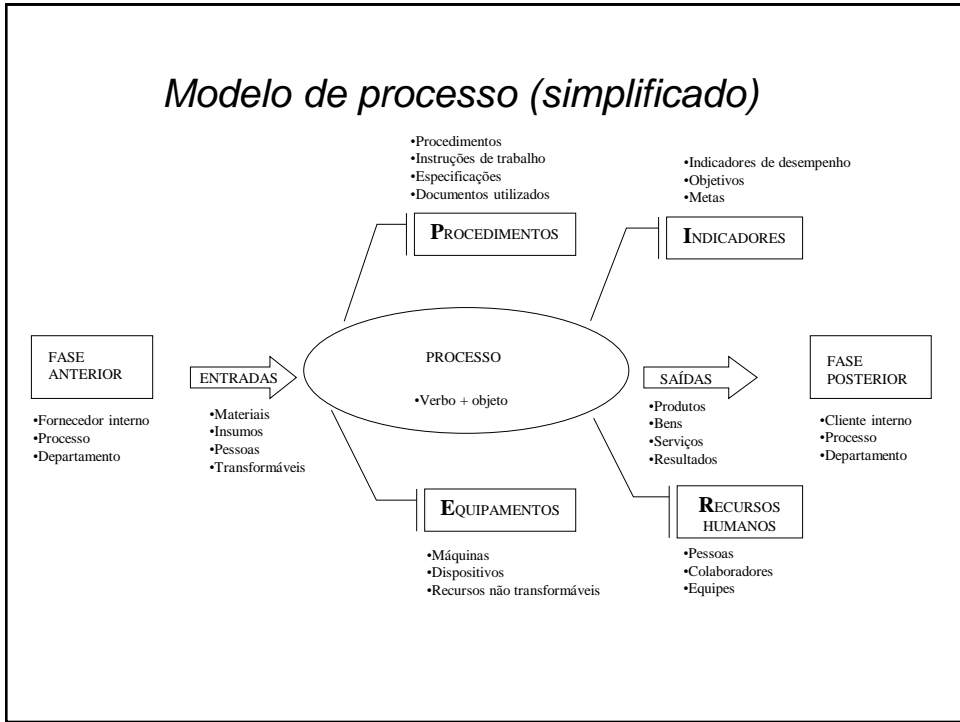 Modelo de processo (simplificado)
•Procedimentos
•Instruções de trabalho
•Especificações
•Documentos utilizados
PROCEDIMENTOS
•Indicadores de desempenho
•Objetivos
•Metas
INDICADORES
FASE
ANTERIOR
•Fornecedor interno
•Processo
•Departamento
ENTRADAS
•Materiais
•Insumos
•Pessoas
•Transformáveis
PROCESSO
•Verbo + objeto
SAÍDAS
•Produtos
•Bens
•Serviços
•Resultados
FASE
POSTERIOR
•Cliente interno
•Processo
•Departamento
EQUIPAMENTOS
•Máquinas
•Dispositivos
•Recursos não transformáveis
RECURSOS
HUMANOS
•Pessoas
•Colaboradores
•Equipes